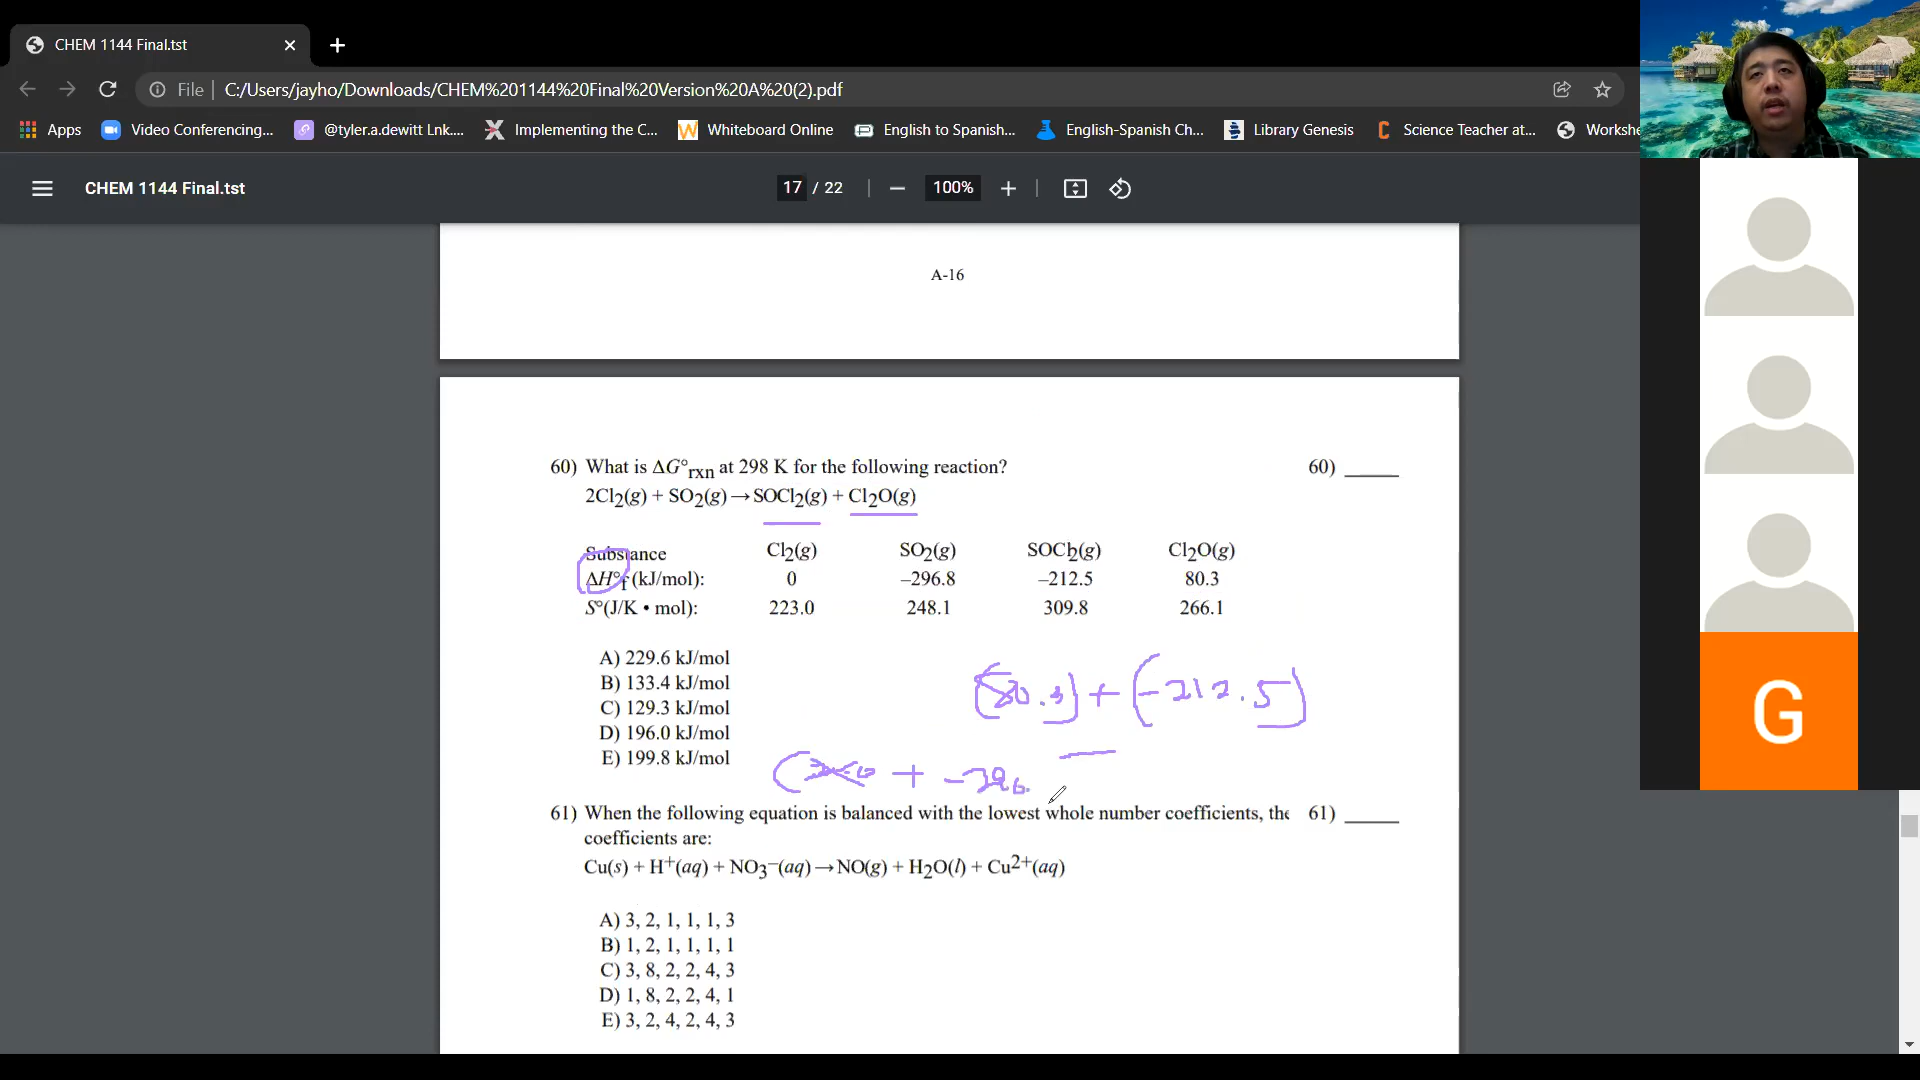 CHEM 1144 Final.tst
File | C:/Users/jayho/Downloads/CHEM%201144%20Final%20Version%20A%20(2).pdf
Apps Video Conferencing... @tyler.a.dewitt Lnk.... Implementing the C... Whiteboard Online English to Spanish... English-Spanish Ch... Library Genesis Science Teacher at... Workshe
CHEM 1144 Final.tst 17 / 22 100%
A-16
60) What is ΔG°rxn at 298 K for the following reaction? 60) _____
2Cl2(g) + SO2(g) → SOCl2(g) + Cl2O(g)
Substance Cl2(g) SO2(g) SOCl2(g) Cl2O(g)
ΔH°f (kJ/mol): 0 –296.8 –212.5 80.3
S°(J/K • mol): 223.0 248.1 309.8 266.1
A) 229.6 kJ/mol
B) 133.4 kJ/mol
C) 129.3 kJ/mol
D) 196.0 kJ/mol
E) 199.8 kJ/mol
(80.3) + (-212.5)
(2×0 + -296.
61) When the following equation is balanced with the lowest whole number coefficients, the 61) _____
coefficients are:
Cu(s) + H+(aq) + NO3−(aq) → NO(g) + H2O(l) + Cu2+(aq)
A) 3, 2, 1, 1, 1, 3
B) 1, 2, 1, 1, 1, 1
C) 3, 8, 2, 2, 4, 3
D) 1, 8, 2, 2, 4, 1
E) 3, 2, 4, 2, 4, 3
G